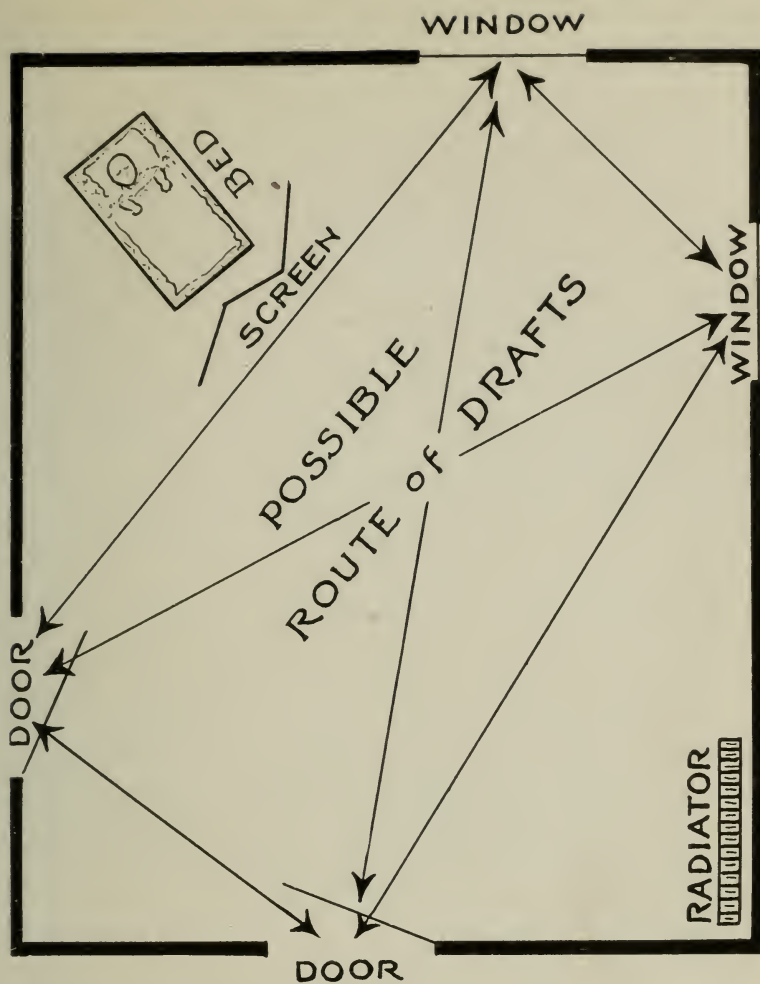 WINDOW
BED
SCREEN
WINDOW
POSSIBLE
ROUTE of DRAFTS
DOOR
RADIATOR
DOOR